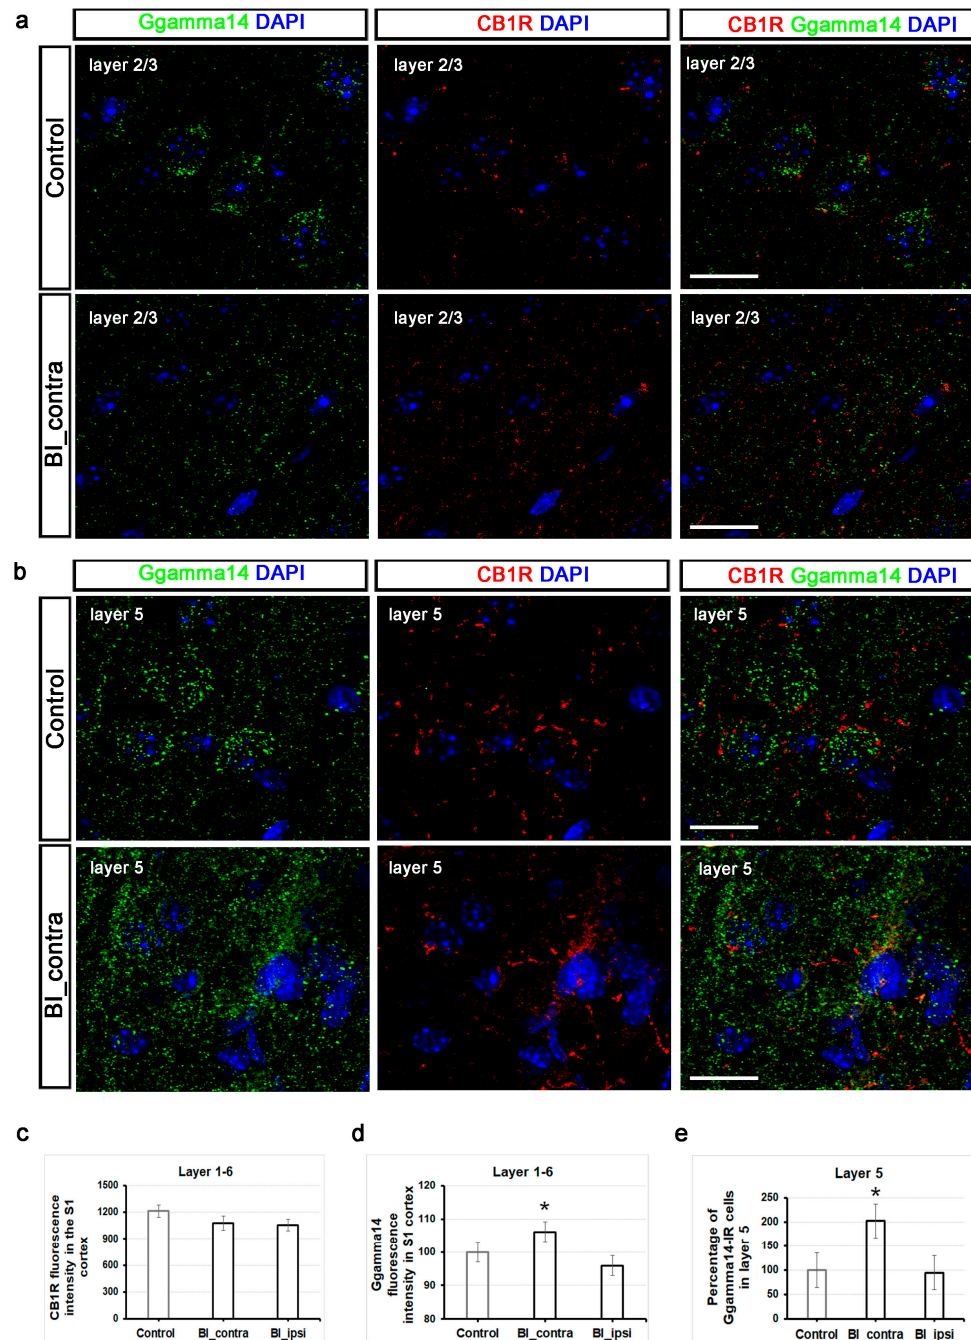 a
Ggamma14 DAPI
CB1R DAPI
CB1R Ggamma14 DAPI
Control
layer 2/3
layer 2/3
layer 2/3
BI_contra
layer 2/3
layer 2/3
layer 2/3
b
Ggamma14 DAPI
CB1R DAPI
CB1R Ggamma14 DAPI
Control
layer 5
layer 5
layer 5
BI_contra
layer 5
layer 5
layer 5
c
Layer 1-6
CB1R fluorescence
intensity in the S1
cortex
1500
1200
900
600
300
0
Control
BI_contra
BI_ipsi
d
Layer 1-6
Ggamma14
fluorescence
intensity in S1 cortex
120
110
100
90
80
*
Control
BI_contra
BI_ipsi
e
Layer 5
Percentage of
Ggamma14-IR cells
in layer 5
250
200
150
100
50
0
*
Control
BI_contra
BI_ipsi